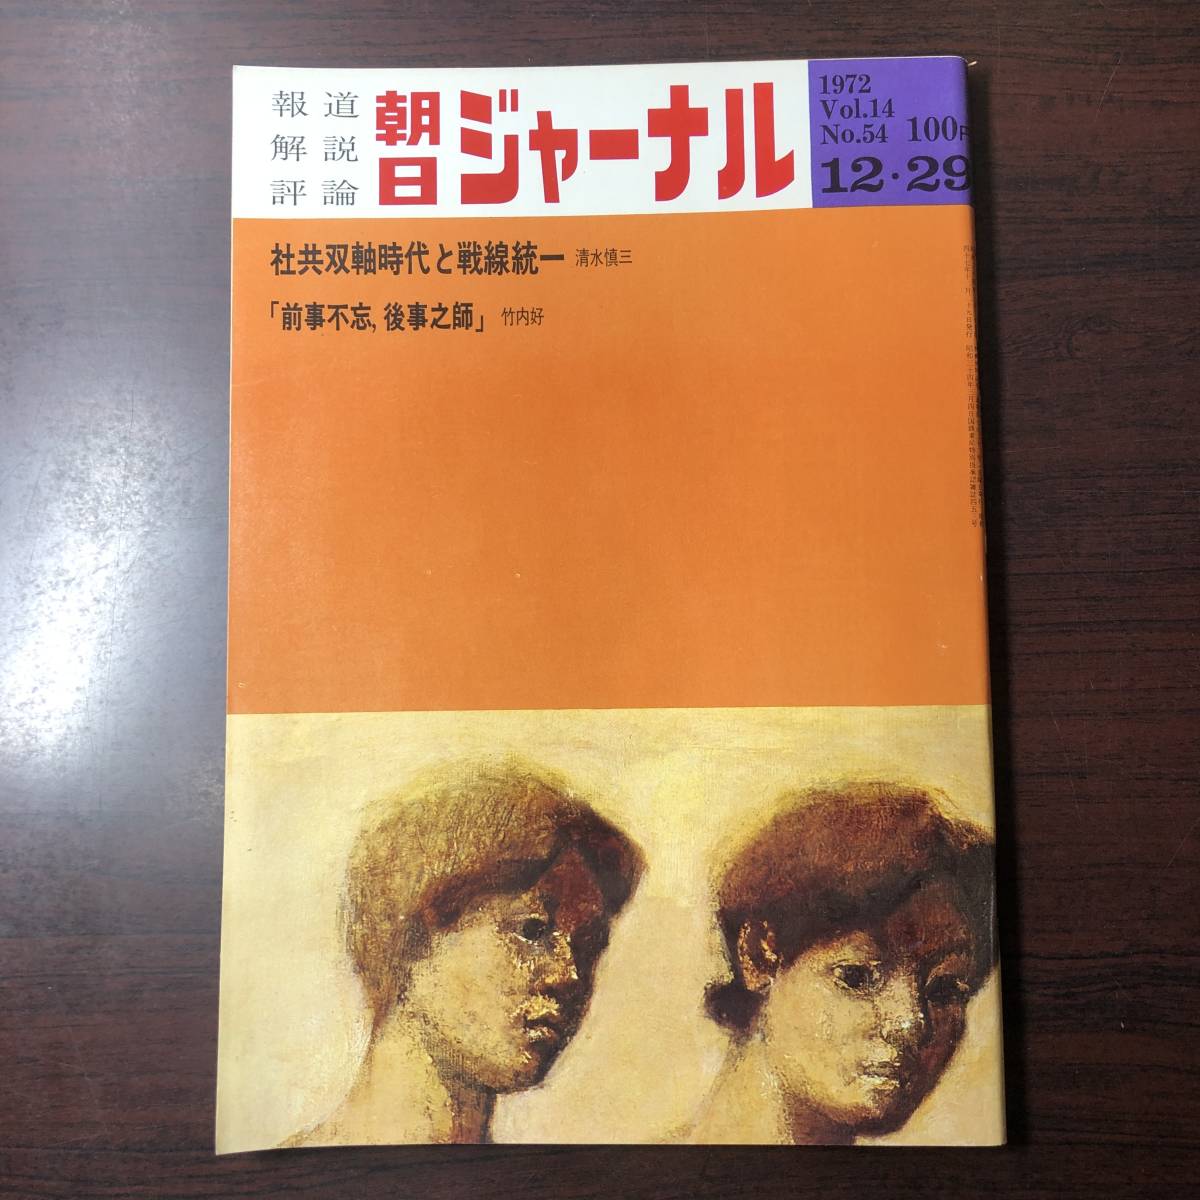 報道
解説
評論
朝日ジャーナル
1972
Vol.14
No.54 100円
12・29
社共双軸時代と戦線統一 清水慎三
「前事不忘,後事之師」 竹内好